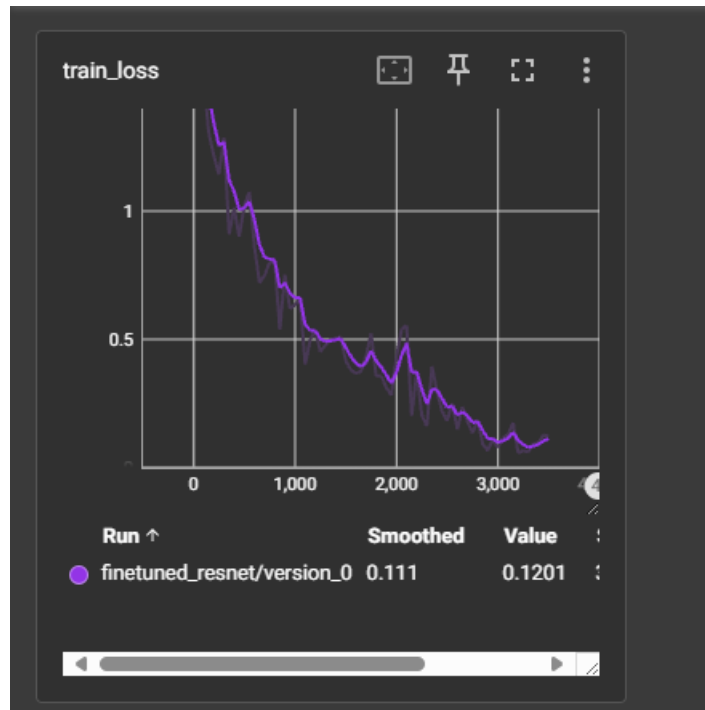 train_loss
1
0.5
0
0 1,000 2,000 3,000
Run ↑ Smoothed Value
finetuned_resnet/version_0 0.111 0.1201